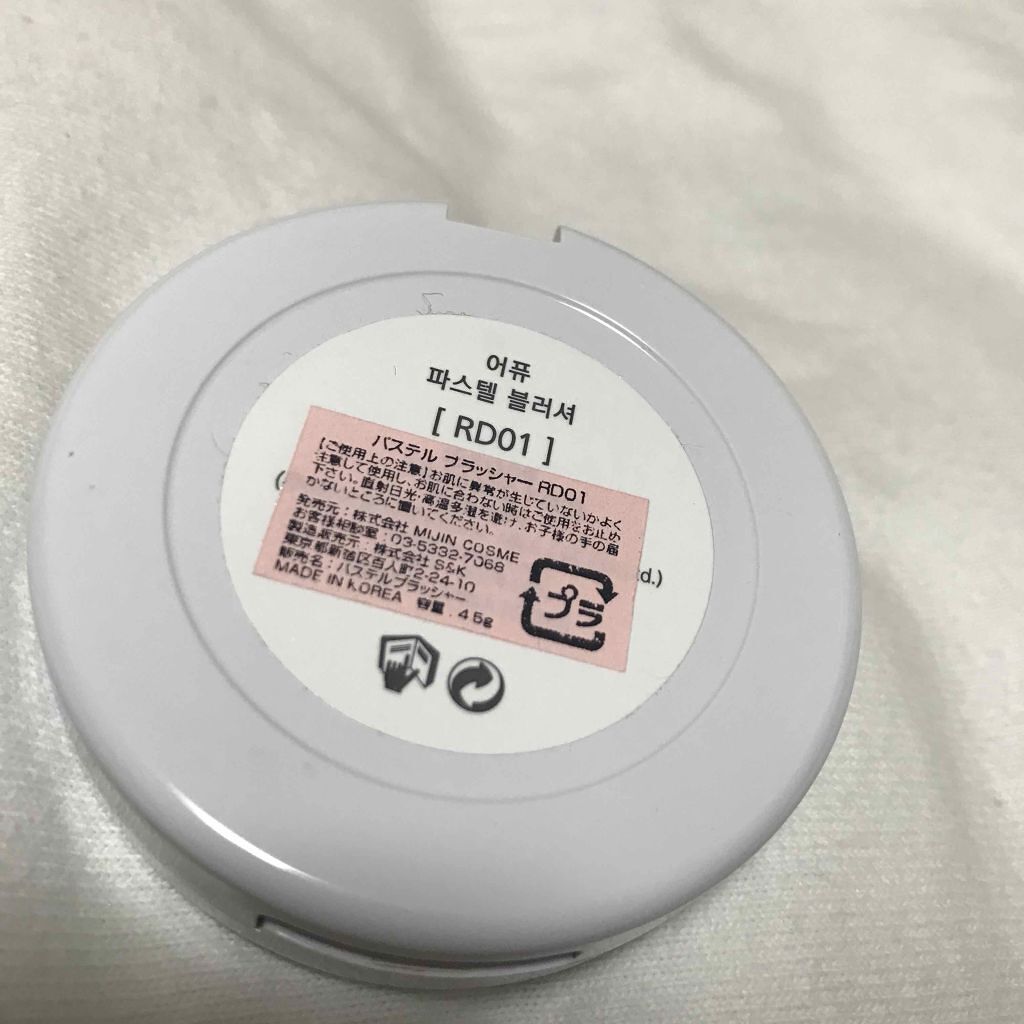 어퓨
파스텔 블러셔
[ RD01 ]
パステル ブラッシャー RD01
【ご使用上の注意】お肌に異常が生じていないかよく
注意して使用し、お肌に合わない時はご使用をお止め
下さい。直射日光・高温多湿を避け、お子様の手の届
かないところに置いてください。
発売元：株式会社 MIJIN COSME
お客様相談室：03-5332-7068
製造販売元：株式会社 S&K
東京都新宿区百人町2-24-10
販売名：パステルブラッシャー
MADE IN KOREA 容量：4.5g
プラ
td.)